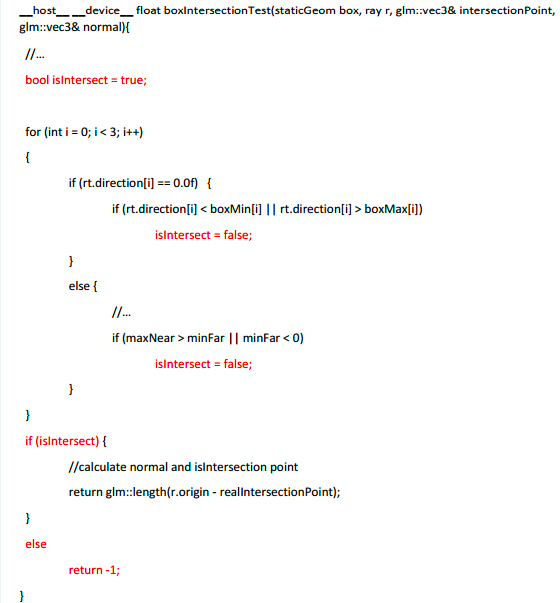 __host__ __device__ float boxIntersectionTest(staticGeom box, ray r, glm::vec3& intersectionPoint,
glm::vec3& normal){
//...
bool isIntersect = true;
for (int i = 0; i < 3; i++)
{
if (rt.direction[i] == 0.0f) {
if (rt.direction[i] < boxMin[i] || rt.direction[i] > boxMax[i])
isIntersect = false;
}
else {
//...
if (maxNear > minFar || minFar < 0)
isIntersect = false;
}
}
if (isIntersect) {
//calculate normal and isIntersection point
return glm::length(r.origin - realIntersectionPoint);
}
else
return -1;
}